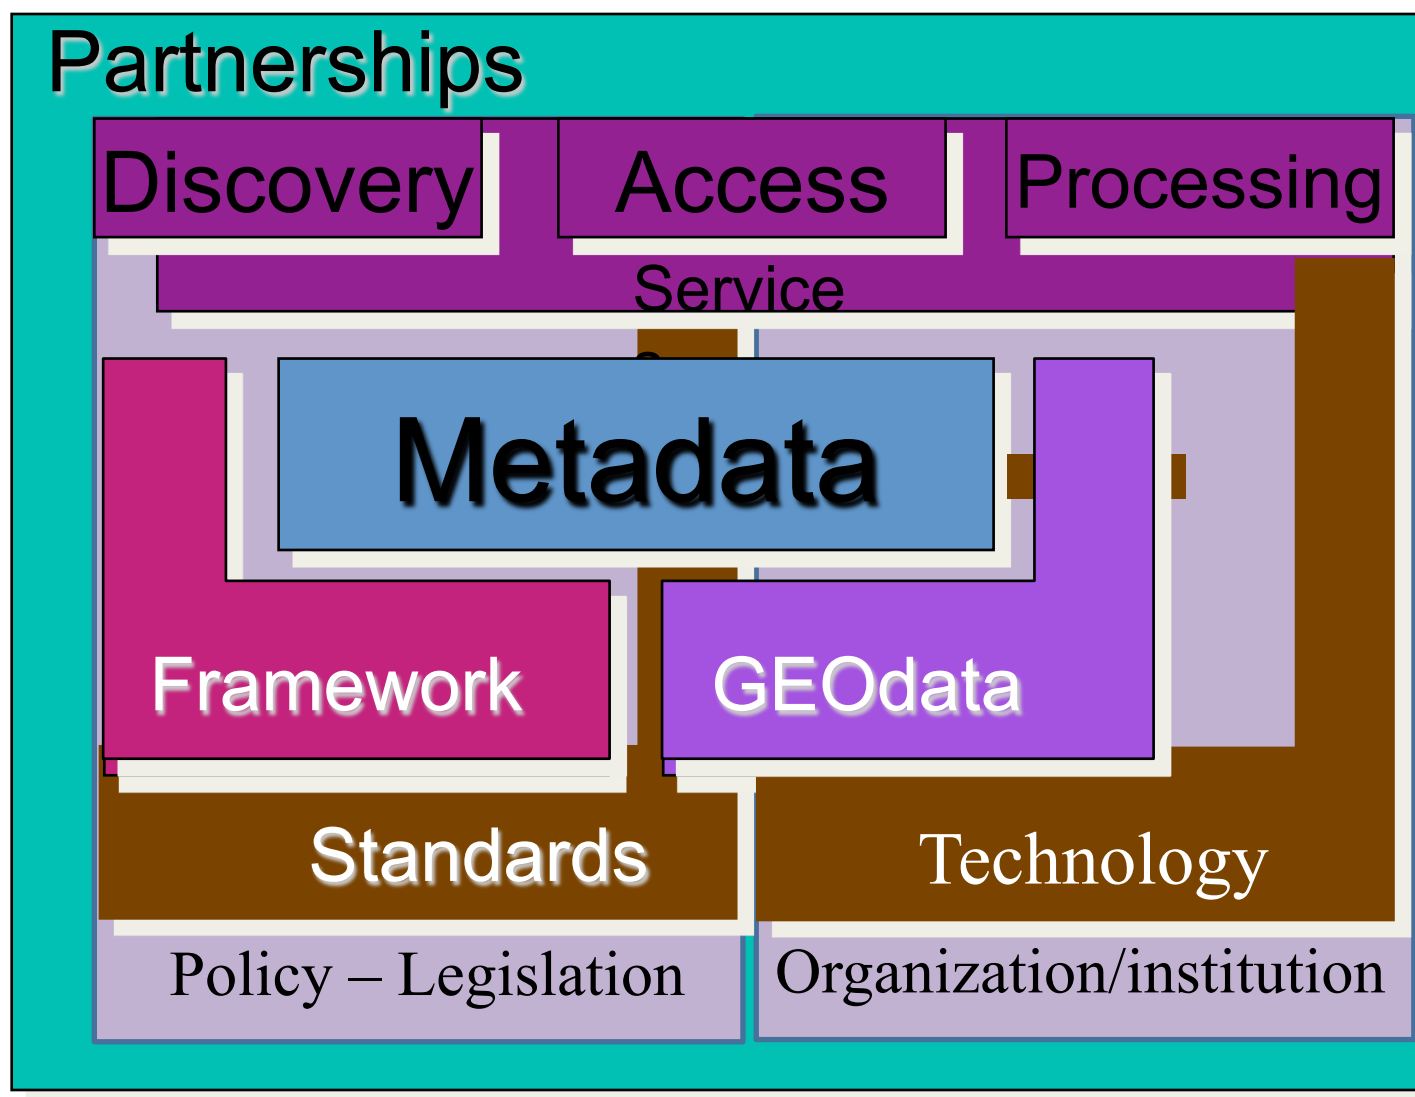 Partnerships
Discovery
Access
Processing
Service
Metadata
Framework
GEOdata
Standards
Technology
Policy – Legislation
Organization/institution